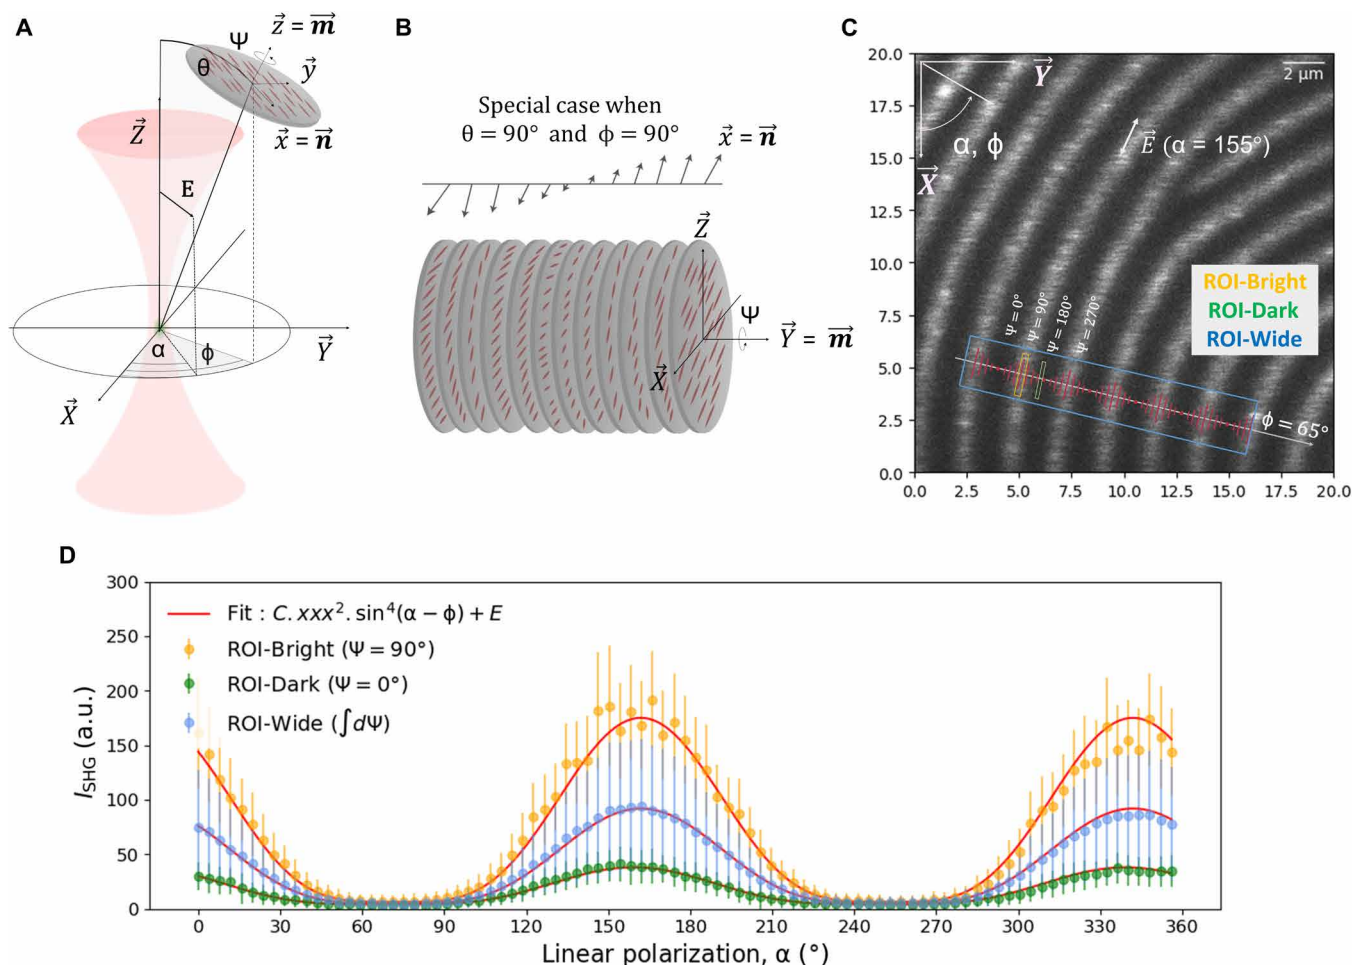 A
Ψ
z⃗ = m⃗
θ
y⃗
Z⃗
x⃗ = n⃗
E
α
ϕ
Y⃗
X⃗
B
Special case when
θ = 90° and ϕ = 90°
x⃗ = n⃗
Z⃗
Ψ
Y⃗ = m⃗
X⃗
C
20.0
17.5
15.0
12.5
10.0
7.5
5.0
2.5
0.0
Y⃗
2 μm
α, ϕ
E⃗ (α = 155°)
X⃗
ROI-Bright
ROI-Dark
ROI-Wide
Ψ = 0°
Ψ = 90°
Ψ = 180°
Ψ = 270°
ϕ = 65°
0.0 2.5 5.0 7.5 10.0 12.5 15.0 17.5 20.0
D
300
250
200
150
100
50
0
I_SHG (a.u.)
Fit : C.xxx².sin⁴(α − ϕ) + E
ROI-Bright (Ψ = 90°)
ROI-Dark (Ψ = 0°)
ROI-Wide (∫dΨ)
0 30 60 90 120 150 180 210 240 270 300 330 360
Linear polarization, α (°)